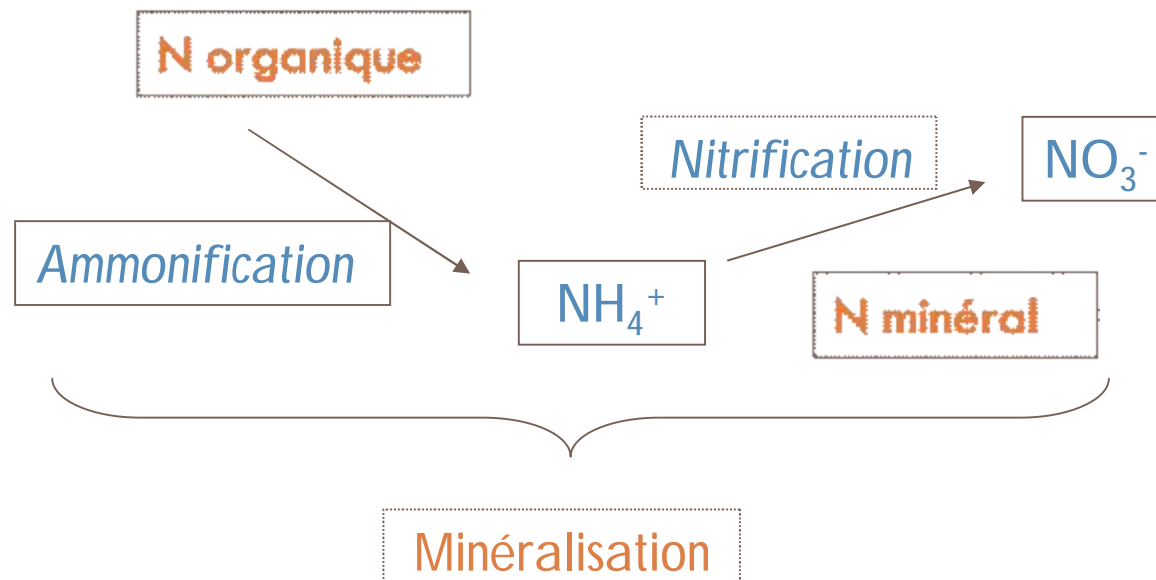 N organique
Nitrification
NO₃⁻
Ammonification
NH₄⁺
N minéral
Minéralisation